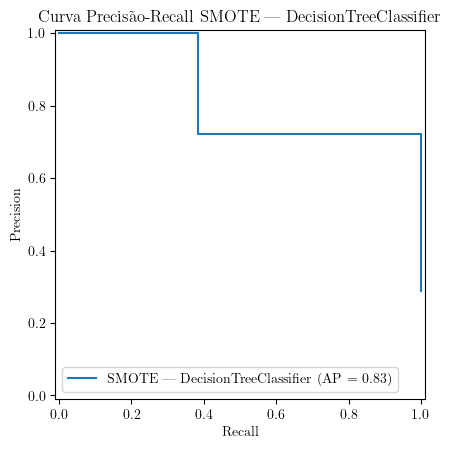 Curva Precisão-Recall SMOTE — DecisionTreeClassifier
1.0
0.8
0.6
0.4
0.2
0.0
Precision
SMOTE — DecisionTreeClassifier (AP = 0.83)
0.0 0.2 0.4 0.6 0.8 1.0
Recall